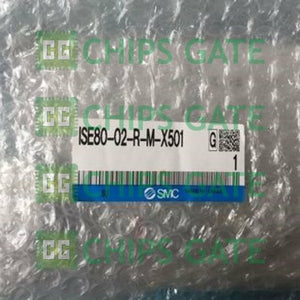 CHIPS GATE
ISE80-02-R-M-X501
G
1
SMC
CHIPS GATE
CHIPS GATE
CHIPS GATE